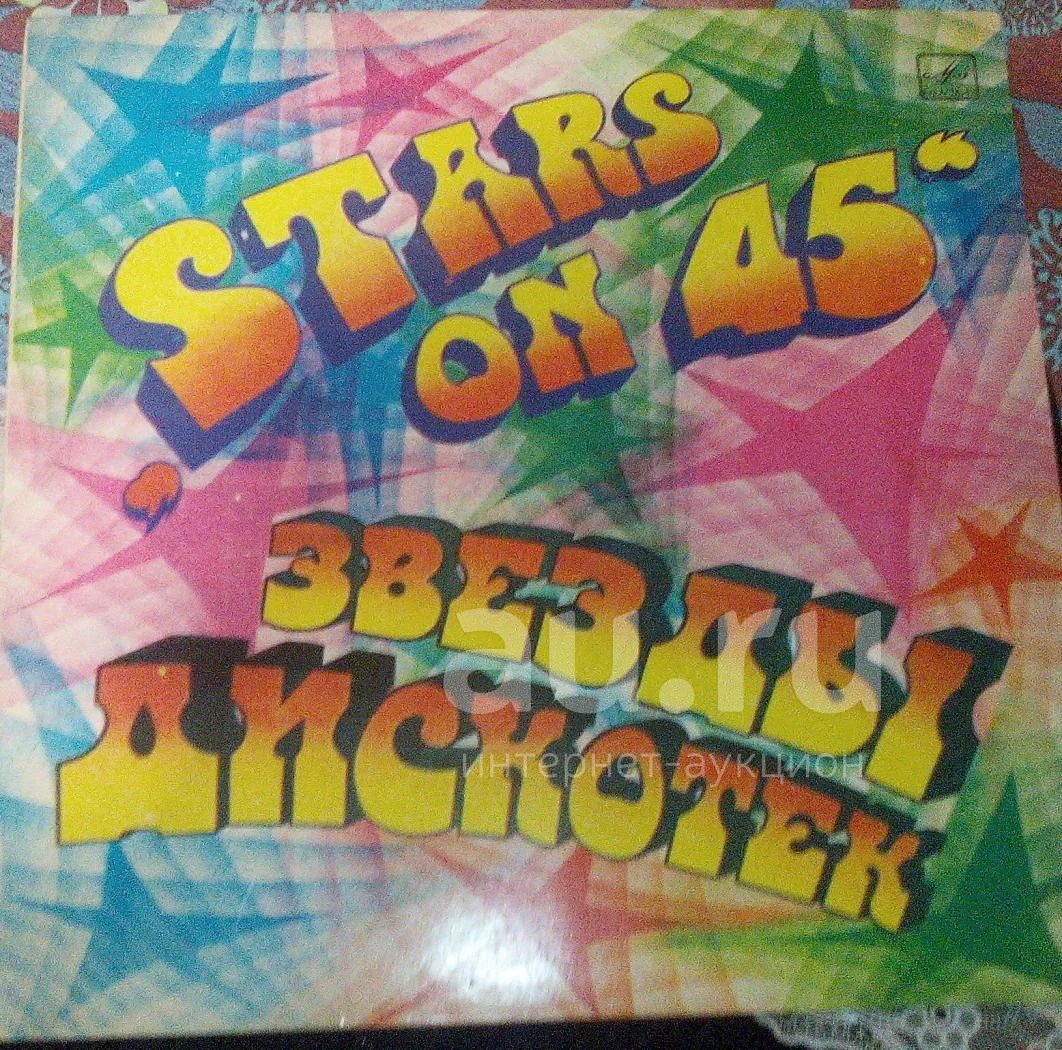 „STARS
ON 45“
ЗВЕЗДЫ
ДИСКОТЕК
au.ru
интернет-аукцион